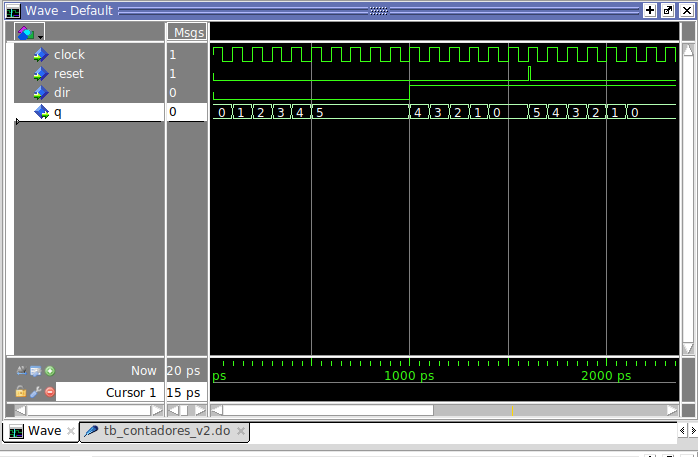 Wave - Default
Msgs
clock 1
reset 1
dir 0
q 0 0 1 2 3 4 5 4 3 2 1 0 5 4 3 2 1 0
Now 20 ps ps 1000 ps 2000 ps
Cursor 1 15 ps
Wave tb_contadores_v2.do